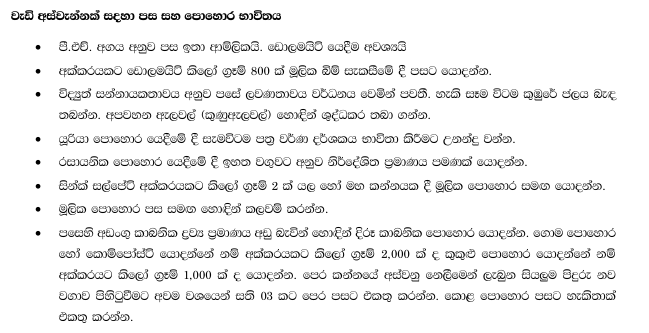 වැඩි අස්වැන්නක් සඳහා පස සහ පොහොර භාවිතය
• පී.එච්. අගය අනුව පස ඉතා ආම්ලිකයි. ඩොලමයිට් යෙදීම අවශ්‍යයි
• අක්කරයකට ඩොලමයිට් කිලෝ ග්‍රෑම් 800 ක් මූලික බිම් සැකසීමේ දී පසට යොදන්න.
• විද්‍යුත් සන්නායකතාවය අනුව පසේ ලවණතාවය වර්ධනය වෙමින් පවතී. හැකි සෑම විටම කුඹුරේ ජලය බැඳ
තබන්න. අපවහන ඇලවල් (කුණුඇලවල්) හොඳින් ශුද්ධකර තබා ගන්න.
• යූරියා පොහොර යෙදීමේ දී සැමවිටම පත්‍ර වර්ණ දර්ශකය භාවිතා කිරීමට උනන්දු වන්න.
• රසායනික පොහොර යෙදීමේ දී ඉහත වගුවට අනුව නිර්දේශිත ප්‍රමාණය පමණක් යොදන්න.
• සින්ක් සල්පේට් අක්කරයකට කිලෝ ග්‍රෑම් 2 ක් යල හෝ මහ කන්නයක දී මූලික පොහොර සමඟ යොදන්න.
• මූලික පොහොර පස සමඟ හොඳින් කලවම් කරන්න.
• පසෙහි අඩංගු කාබනික ද්‍රව්‍ය ප්‍රමාණය අඩු බැවින් හොඳින් දිරූ කාබනික පොහොර යොදන්න. ගොම පොහොර
හෝ කොම්පෝස්ට් යොදන්නේ නම් අක්කරයකට කිලෝ ග්‍රෑම් 2,000 ක් ද කුකුළු පොහොර යොදන්නේ නම්
අක්කරයට කිලෝ ග්‍රෑම් 1,000 ක් ද යොදන්න. පෙර කන්නයේ අස්වනු නෙලීමෙන් ලැබුන සියලුම පිදුරු නව
වගාව පිහිටුවීමට අවම වශයෙන් සති 03 කට පෙර පසට එකතු කරන්න. කොළ පොහොර පසට හැකිතාක්
එකතු කරන්න.